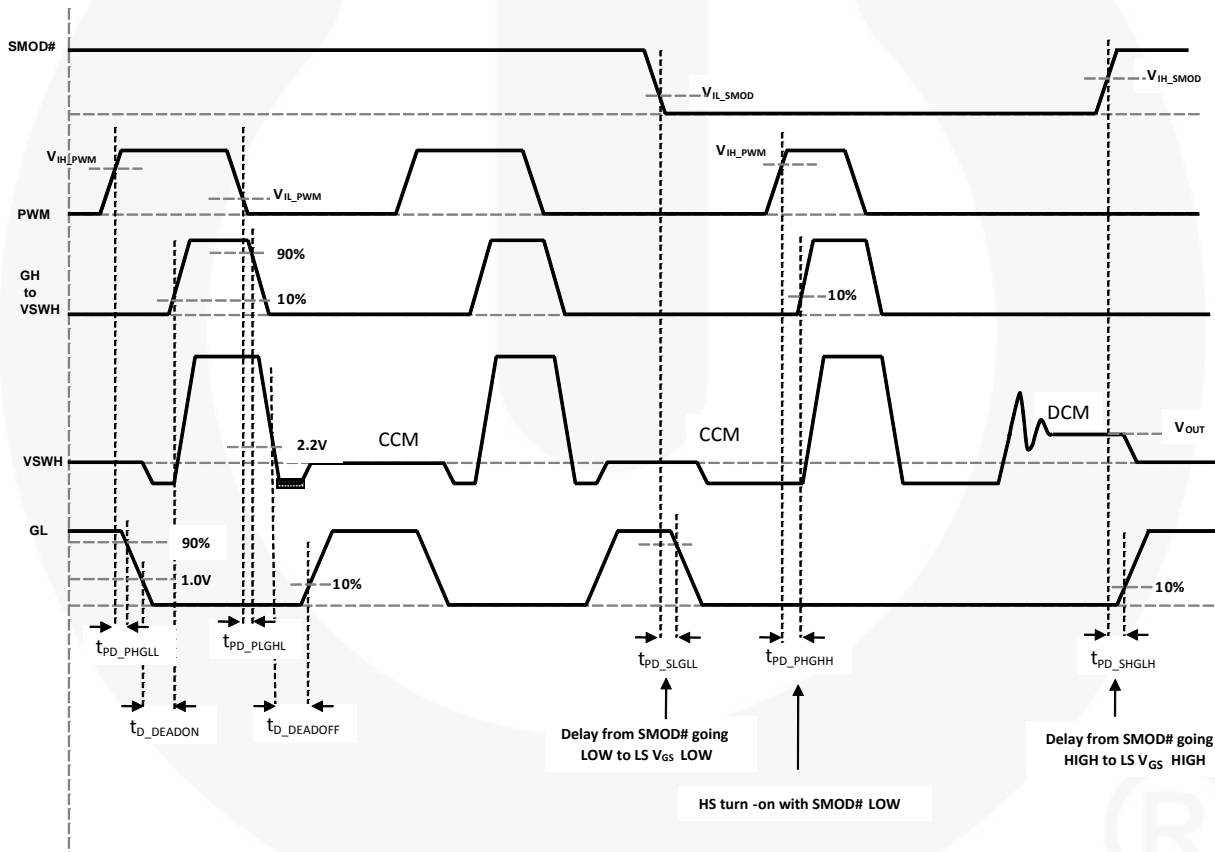 SMOD#
VIL_SMOD
VIH_SMOD
VIH_PWM
VIL_PWM
VIH_PWM
PWM
90%
GH
to
VSWH
10%
10%
2.2V
CCM
CCM
DCM
VOUT
VSWH
GL
90%
1.0V
10%
10%
tPD_PHGLL
tPD_PLGHL
tPD_SLGLL
tPD_PHGHH
tPD_SHGLH
tD_DEADON
tD_DEADOFF
Delay from SMOD# going
LOW to LS VGS LOW
Delay from SMOD# going
HIGH to LS VGS HIGH
HS turn -on with SMOD# LOW
®